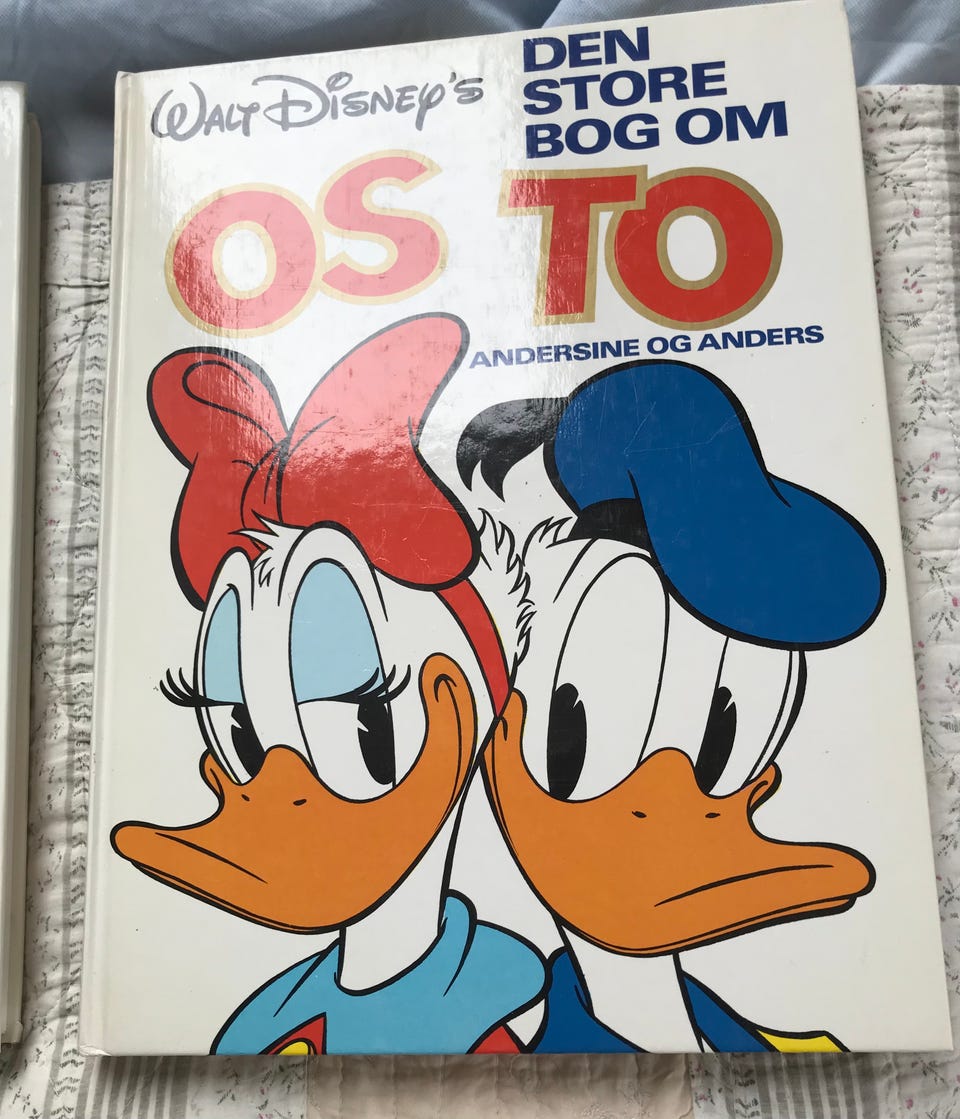 WALT DISNEY'S
DEN
STORE
BOG OM
OS TO
ANDERSINE OG ANDERS